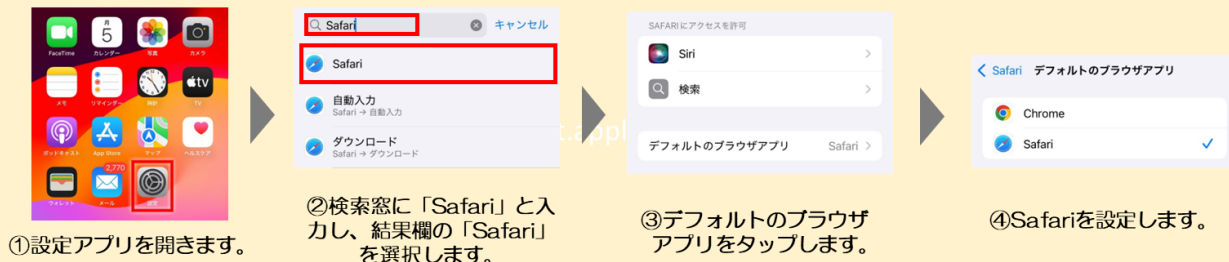 5
FaceTime
カレンダー
写真
カメラ
メモ
リマインダー
時計
tv
TV
ポッドキャスト
App Store
マップ
ヘルスケア
2,770
ウォレット
メール
設定
①設定アプリを開きます。
Safari
キャンセル
Safari
自動入力
Safari → 自動入力
ダウンロード
Safari → ダウンロード
②検索窓に「Safari」と入
力し、結果欄の「Safari」
を選択します。
t.appl
SAFARIにアクセスを許可
Siri
検索
デフォルトのブラウザアプリ Safari
③デフォルトのブラウザ
アプリをタップします。
Safari デフォルトのブラウザアプリ
Chrome
Safari
④Safariを設定します。